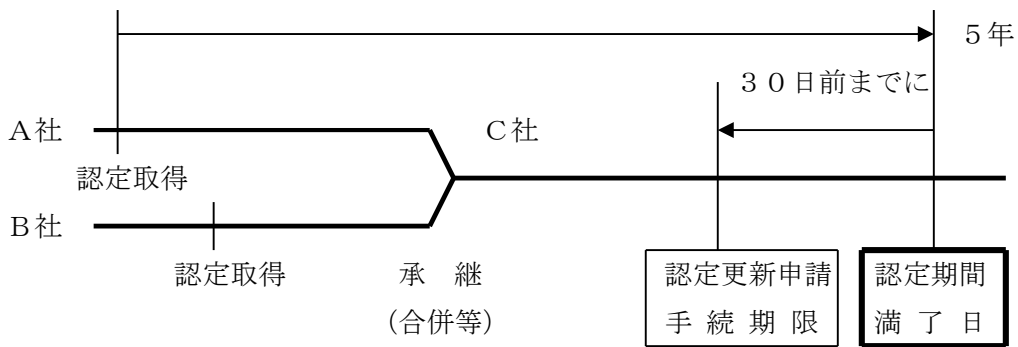 ５年
３０日前までに
Ａ社
Ｃ社
認定取得
Ｂ社
認定取得
承　継
(合併等)
認定更新申請
手続期限
認定期間
満了日